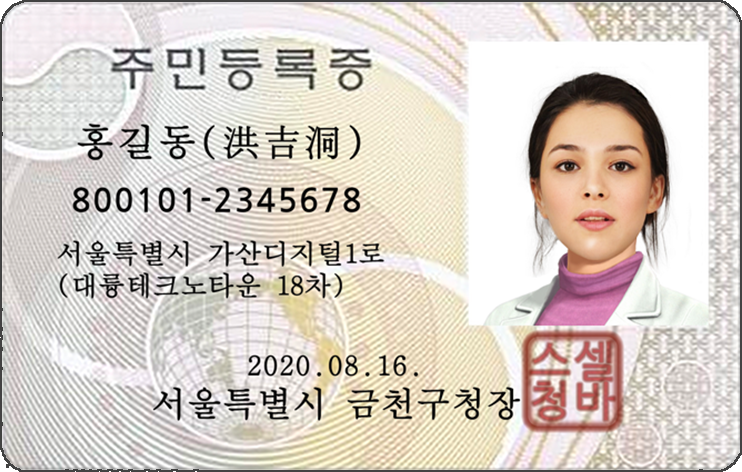 주민등록증
홍길동(洪吉洞)
800101-2345678
서울특별시 가산디지털1로
(대륭테크노타운 18차)
2020.08.16.
서울특별시 금천구청장
스셀
청바